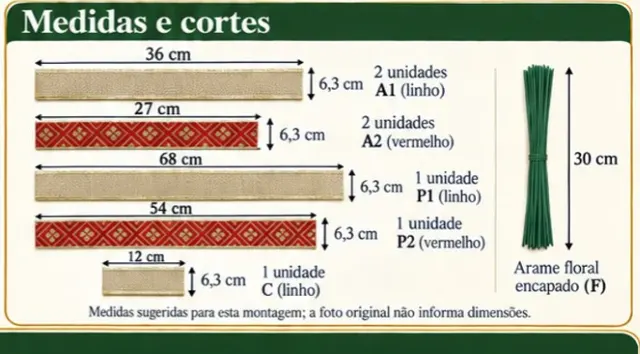 Medidas e cortes
36 cm
6,3 cm
2 unidades
A1 (linho)
27 cm
6,3 cm
2 unidades
A2 (vermelho)
68 cm
6,3 cm
1 unidade
P1 (linho)
54 cm
6,3 cm
1 unidade
P2 (vermelho)
12 cm
6,3 cm
1 unidade
C (linho)
30 cm
Arame floral
encapado (F)
Medidas sugeridas para esta montagem; a foto original não informa dimensões.